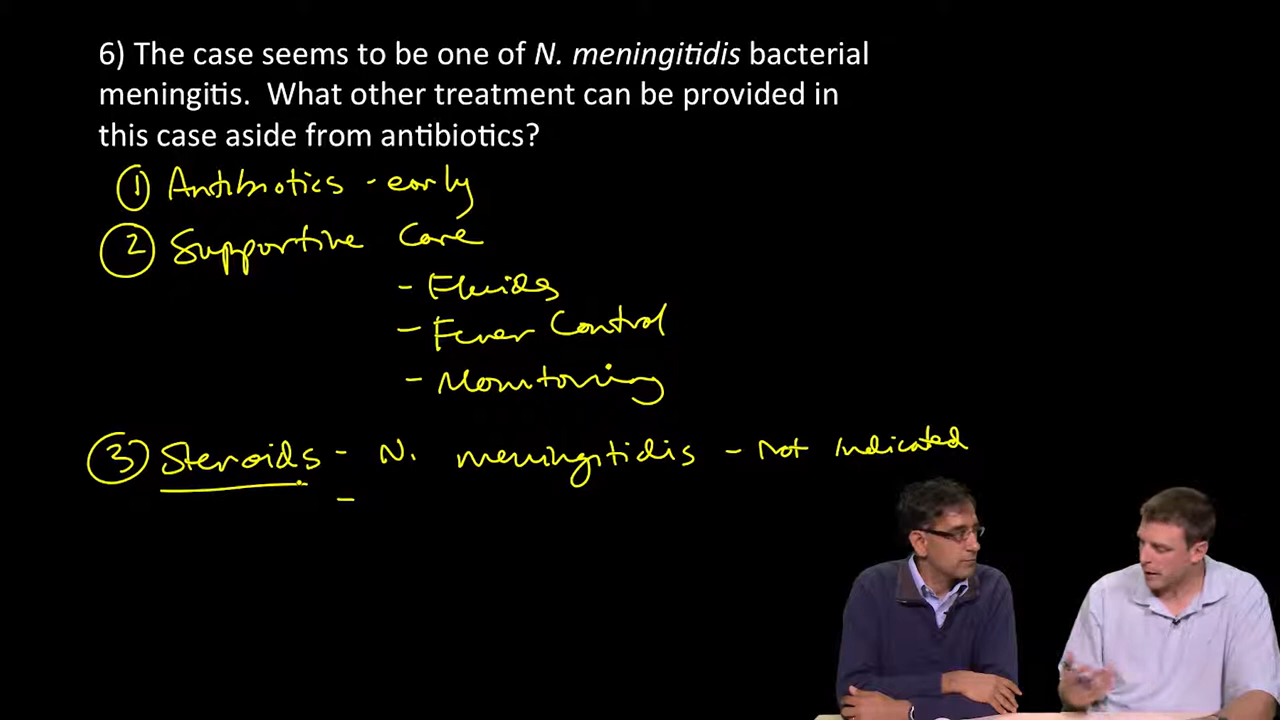 6) The case seems to be one of N. meningitidis bacterial
meningitis. What other treatment can be provided in
this case aside from antibiotics?
① Antibiotics - early
② Supportive Care
- Fluids
- Fever Control
- Monitoring
③ Steroids - N. meningitidis - Not Indicated
-